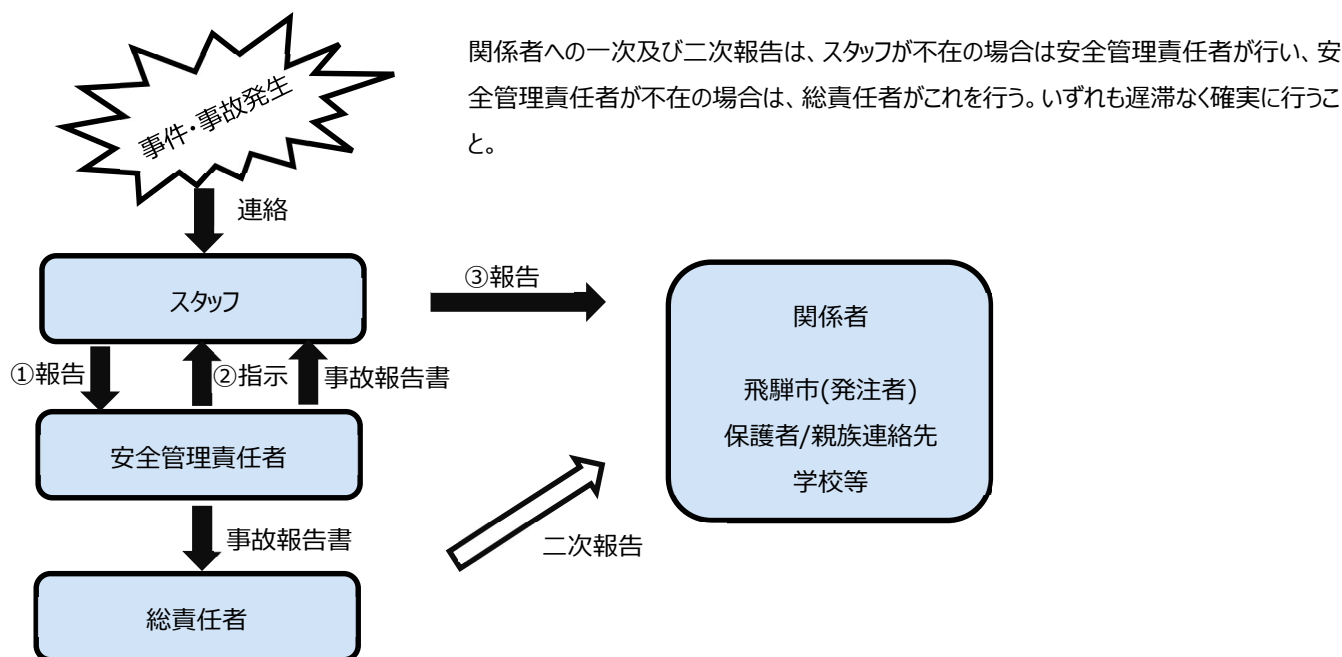 関係者への一次及び二次報告は、スタッフが不在の場合は安全管理責任者が行い、安
全管理責任者が不在の場合は、総責任者がこれを行う。いずれも遅滞なく確実に行うこ
と。
事件・事故発生
連絡
スタッフ
③報告
①報告
②指示
事故報告書
安全管理責任者
事故報告書
総責任者
関係者
飛騨市(発注者)
保護者/親族連絡先
学校等
二次報告